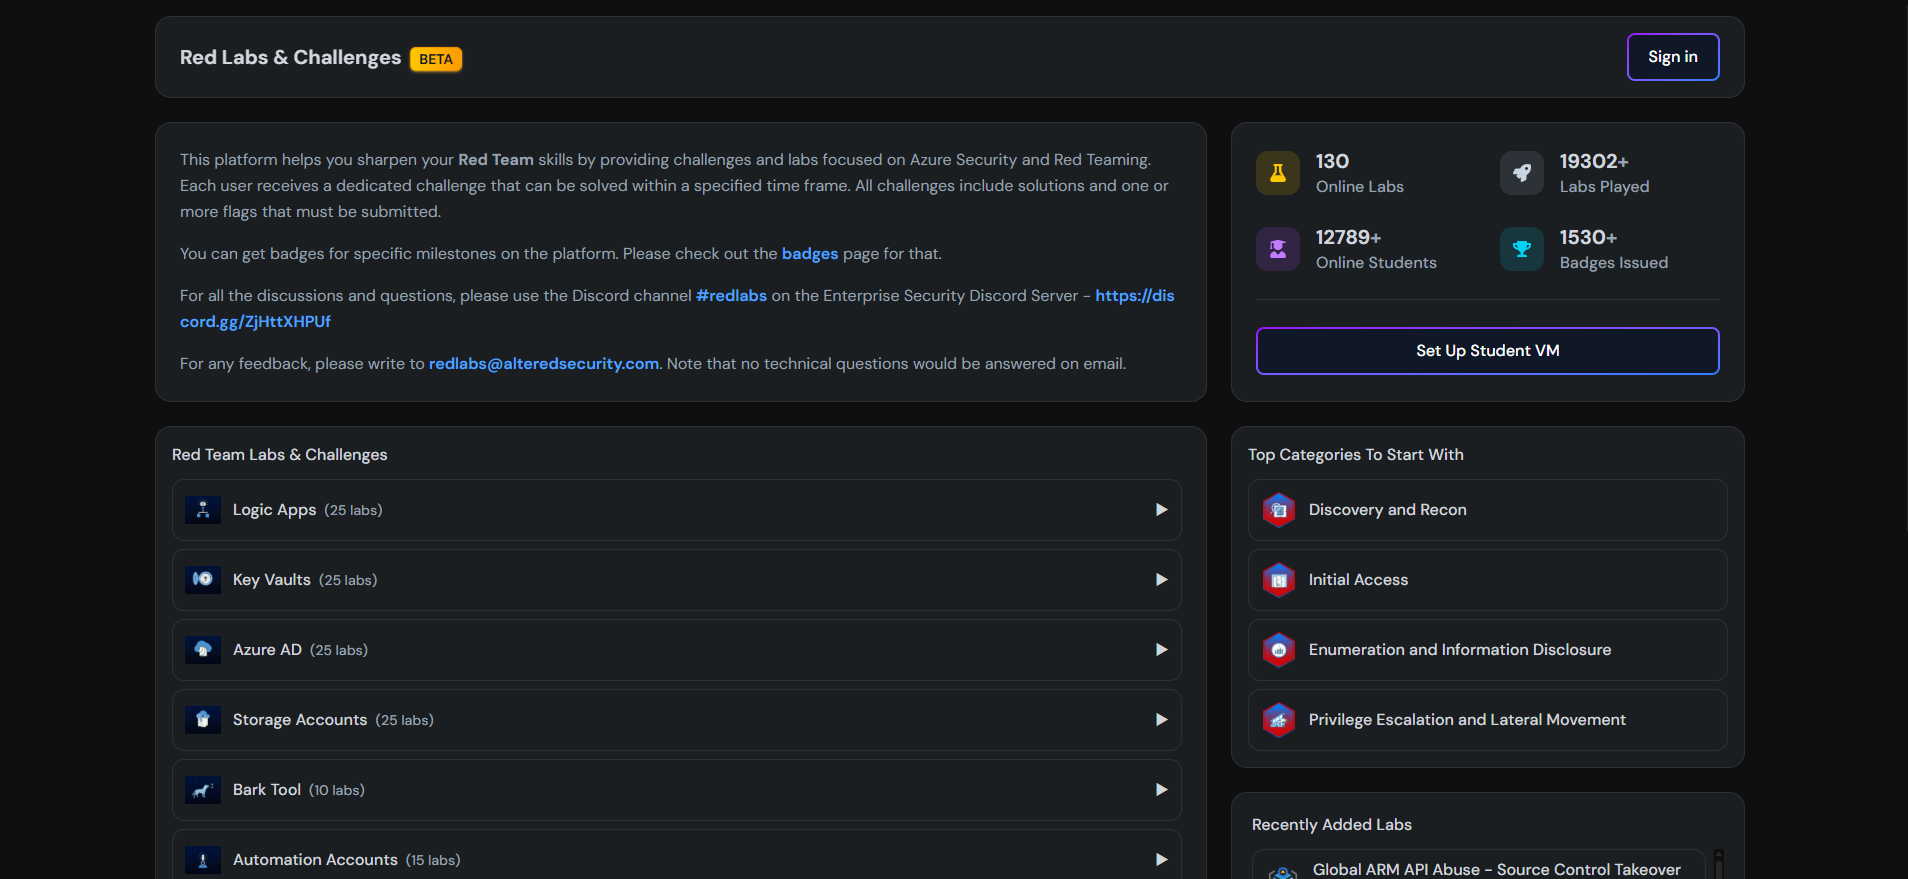 Red Labs & Challenges BETA
Sign in
This platform helps you sharpen your Red Team skills by providing challenges and labs focused on Azure Security and Red Teaming.
Each user receives a dedicated challenge that can be solved within a specified time frame. All challenges include solutions and one or
more flags that must be submitted.
You can get badges for specific milestones on the platform. Please check out the badges page for that.
For all the discussions and questions, please use the Discord channel #redlabs on the Enterprise Security Discord Server - https://dis
cord.gg/ZjHttXHPUf
For any feedback, please write to redlabs@alteredsecurity.com. Note that no technical questions would be answered on email.
130
Online Labs
19302+
Labs Played
12789+
Online Students
1530+
Badges Issued
Set Up Student VM
Red Team Labs & Challenges
Logic Apps (25 labs)
Key Vaults (25 labs)
Azure AD (25 labs)
Storage Accounts (25 labs)
Bark Tool (10 labs)
Automation Accounts (15 labs)
Top Categories To Start With
Discovery and Recon
Initial Access
Enumeration and Information Disclosure
Privilege Escalation and Lateral Movement
Recently Added Labs
Global ARM API Abuse - Source Control Takeover